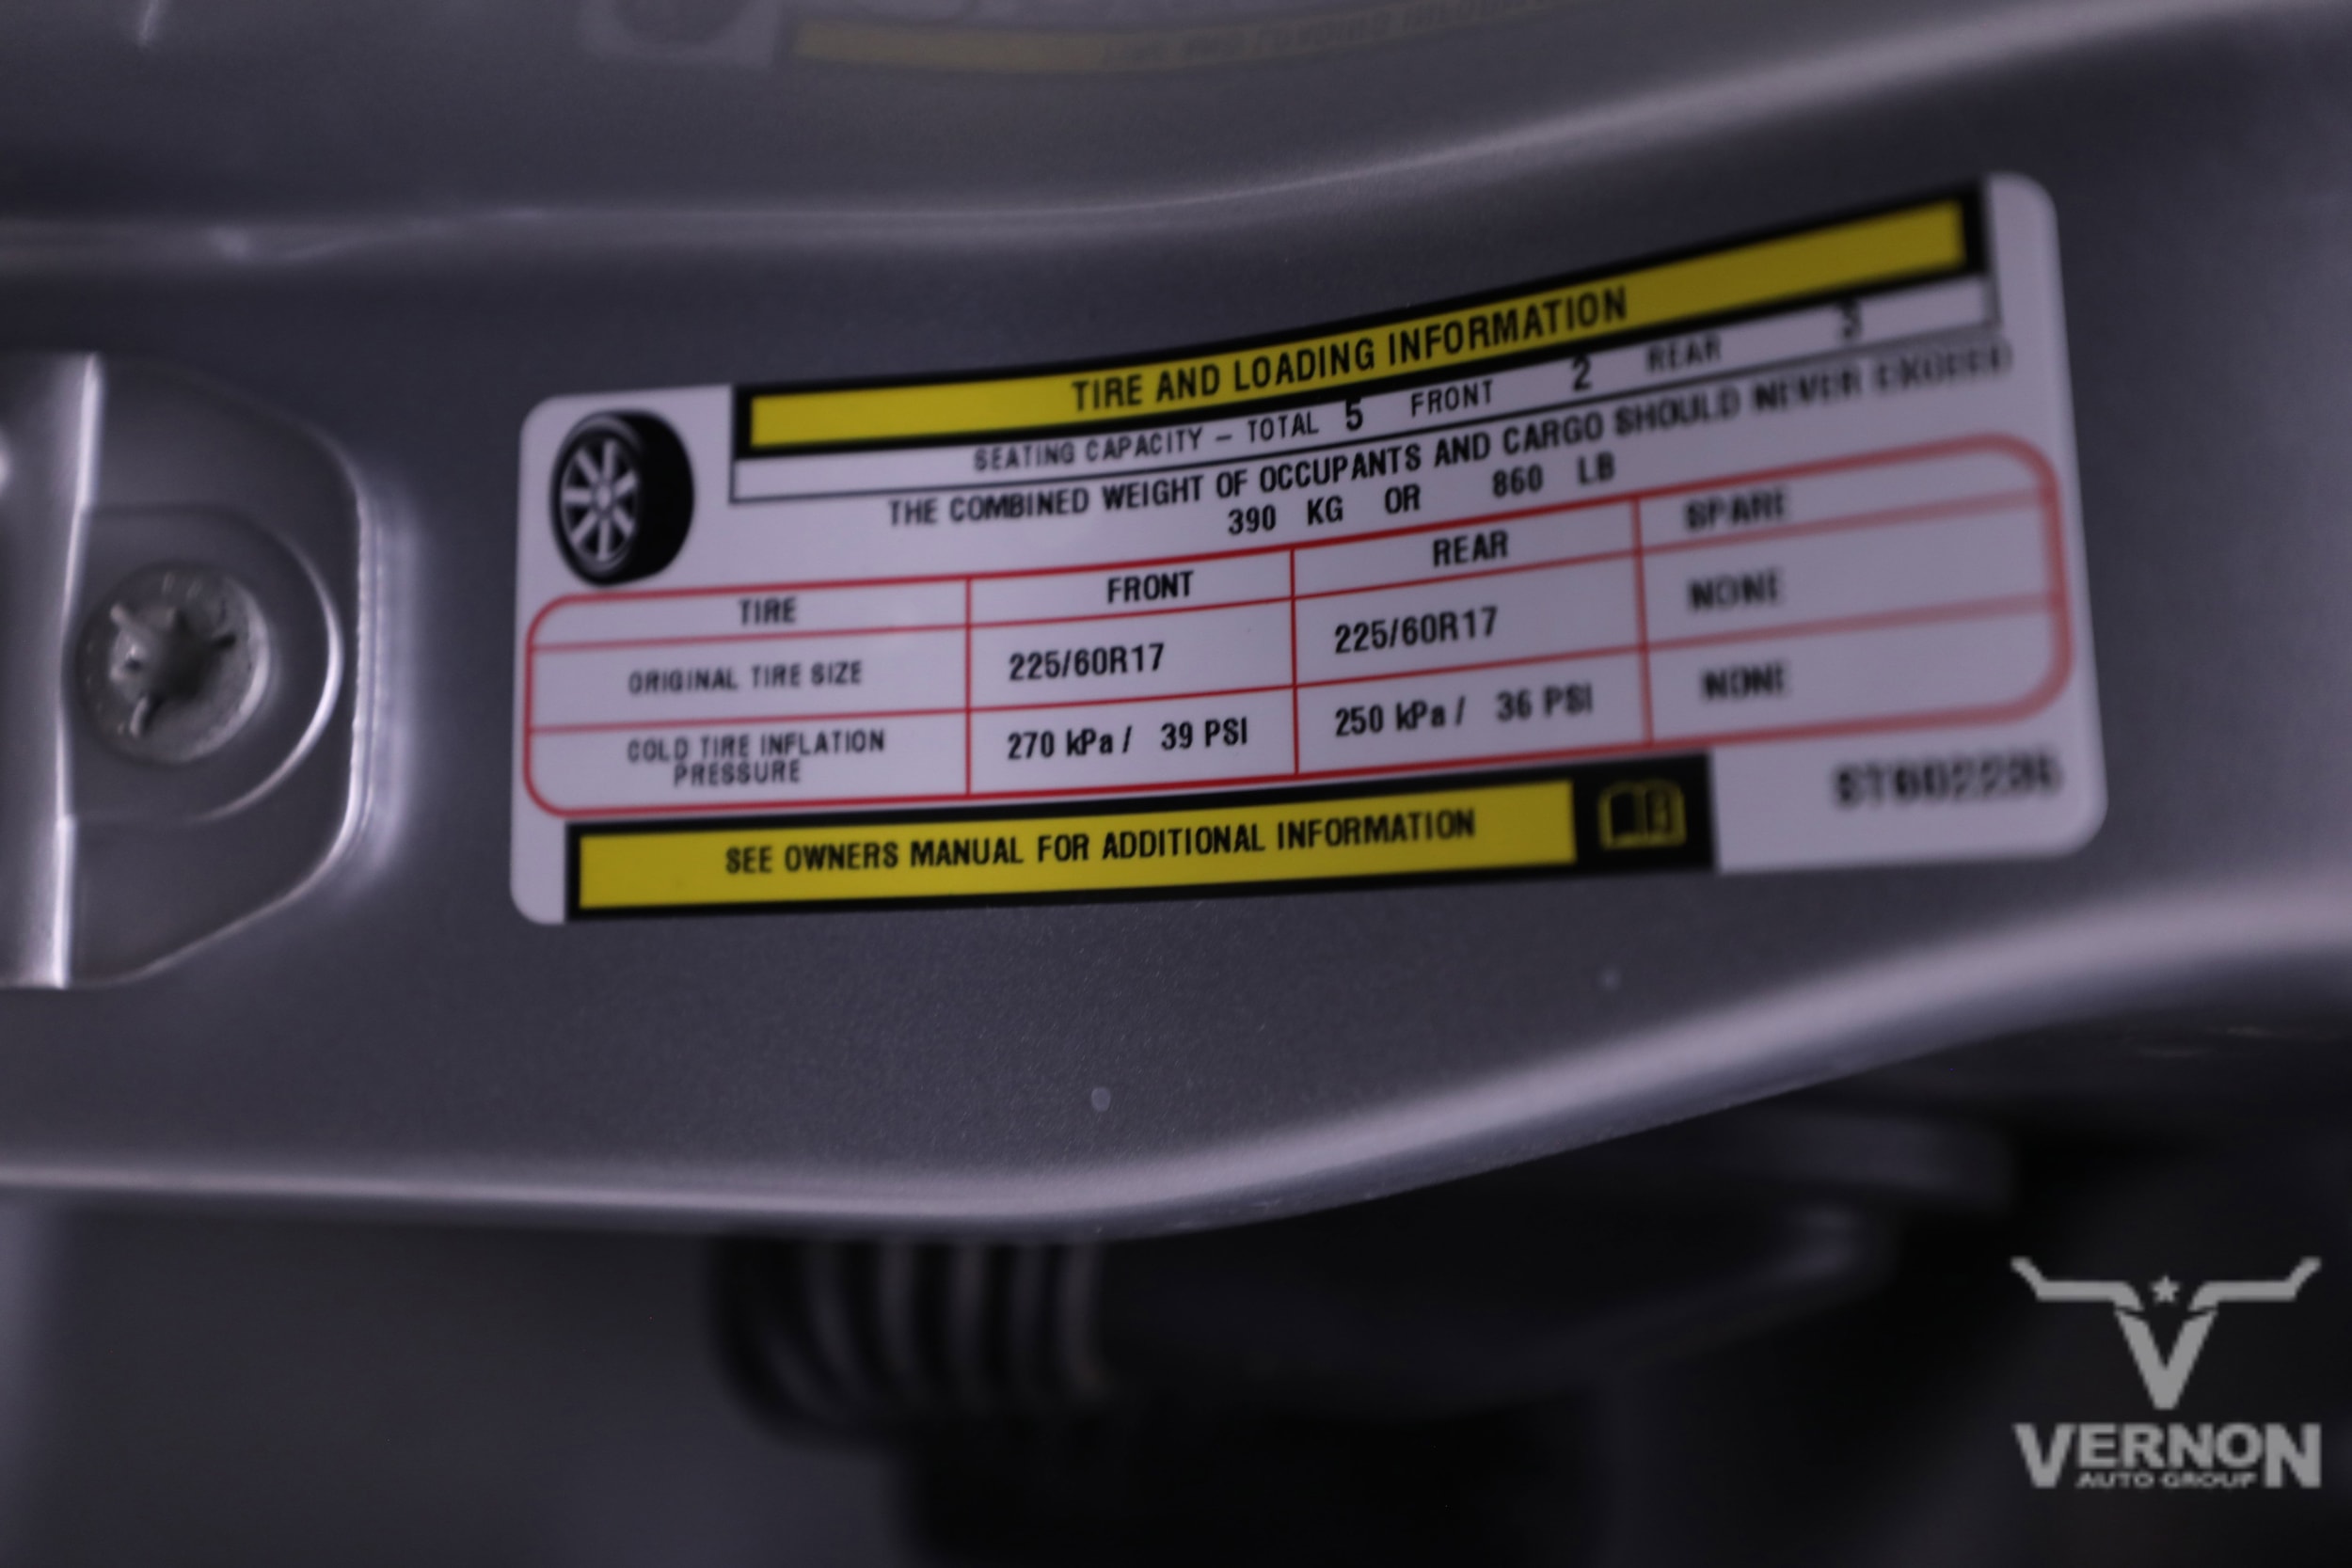 TIRE AND LOADING INFORMATION
SEATING CAPACITY – TOTAL 5 FRONT 2 REAR 3
THE COMBINED WEIGHT OF OCCUPANTS AND CARGO SHOULD NEVER EXCEED
390 KG OR 860 LB
TIRE FRONT REAR SPARE
ORIGINAL TIRE SIZE 225/60R17 225/60R17 NONE
COLD TIRE INFLATION
PRESSURE 270 kPa / 39 PSI 250 kPa / 36 PSI NONE
SEE OWNERS MANUAL FOR ADDITIONAL INFORMATION
VERNON
AUTO GROUP